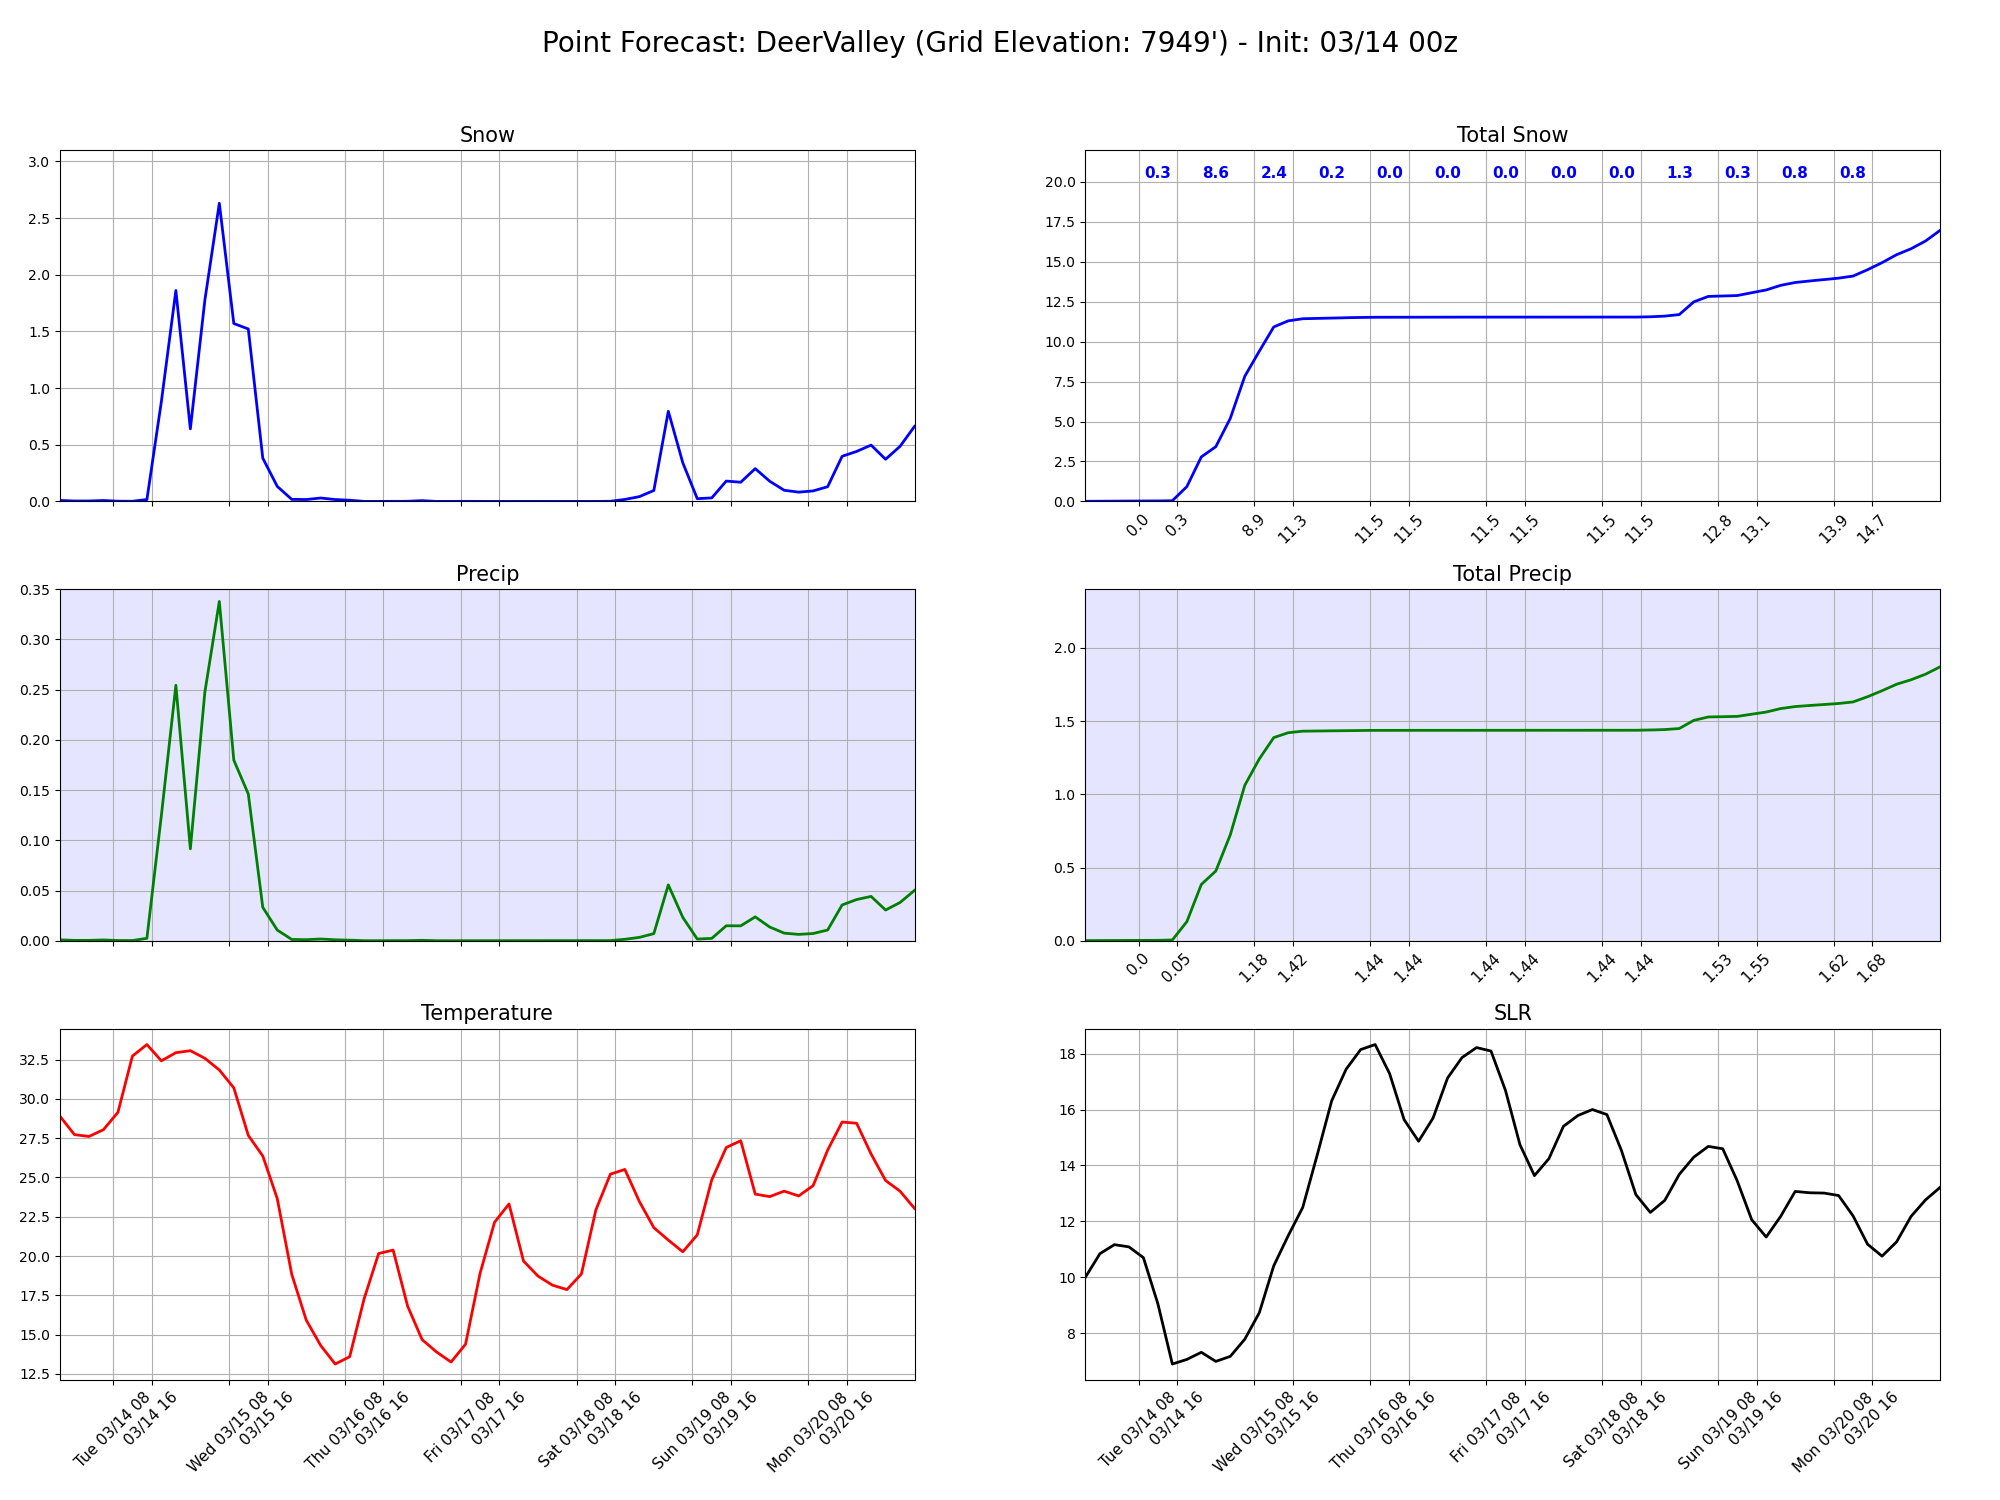 Point Forecast: DeerValley (Grid Elevation: 7949') - Init: 03/14 00z
Snow
3.0
2.5
2.0
1.5
1.0
0.5
0.0
Total Snow
0.3 8.6 2.4 0.2 0.0 0.0 0.0 0.0 0.0 1.3 0.3 0.8 0.8
20.0
17.5
15.0
12.5
10.0
7.5
5.0
2.5
0.0
0.0 0.3 8.9 11.3 11.5 11.5 11.5 11.5 11.5 11.5 12.8 13.1 13.9 14.7
Precip
0.35
0.30
0.25
0.20
0.15
0.10
0.05
0.00
Total Precip
2.0
1.5
1.0
0.5
0.0
0.0 0.05 1.18 1.42 1.44 1.44 1.44 1.44 1.44 1.44 1.53 1.55 1.62 1.68
Temperature
32.5
30.0
27.5
25.0
22.5
20.0
17.5
15.0
12.5
Tue 03/14 08
03/14 16
Wed 03/15 08
03/15 16
Thu 03/16 08
03/16 16
Fri 03/17 08
03/17 16
Sat 03/18 08
03/18 16
Sun 03/19 08
03/19 16
Mon 03/20 08
03/20 16
SLR
18
16
14
12
10
8
Tue 03/14 08
03/14 16
Wed 03/15 08
03/15 16
Thu 03/16 08
03/16 16
Fri 03/17 08
03/17 16
Sat 03/18 08
03/18 16
Sun 03/19 08
03/19 16
Mon 03/20 08
03/20 16